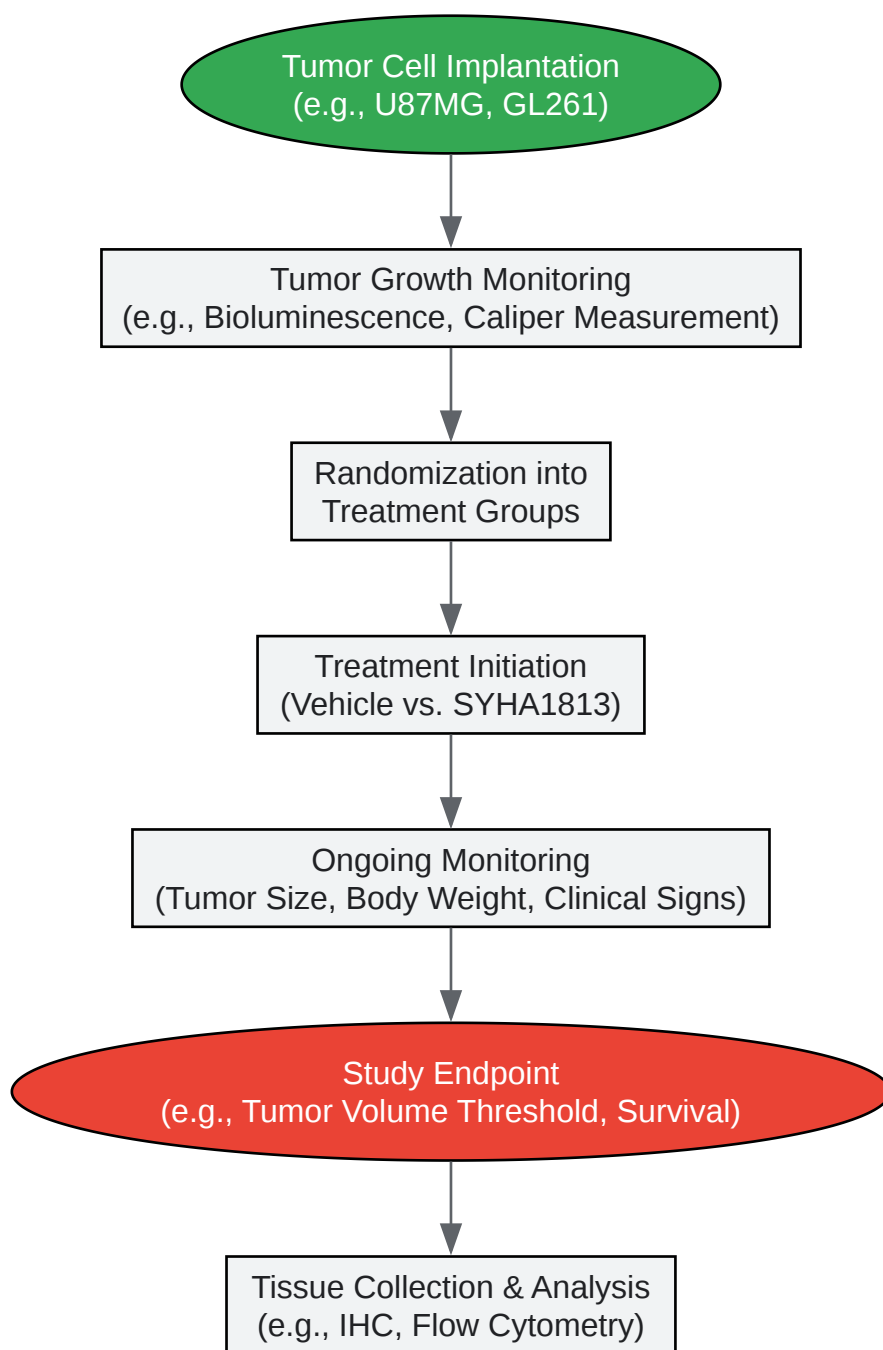 Tumor Cell Implantation
(e.g., U87MG, GL261)
Tumor Growth Monitoring
(e.g., Bioluminescence, Caliper Measurement)
Randomization into
Treatment Groups
Treatment Initiation
(Vehicle vs. SYHA1813)
Ongoing Monitoring
(Tumor Size, Body Weight, Clinical Signs)
Study Endpoint
(e.g., Tumor Volume Threshold, Survival)
Tissue Collection & Analysis
(e.g., IHC, Flow Cytometry)